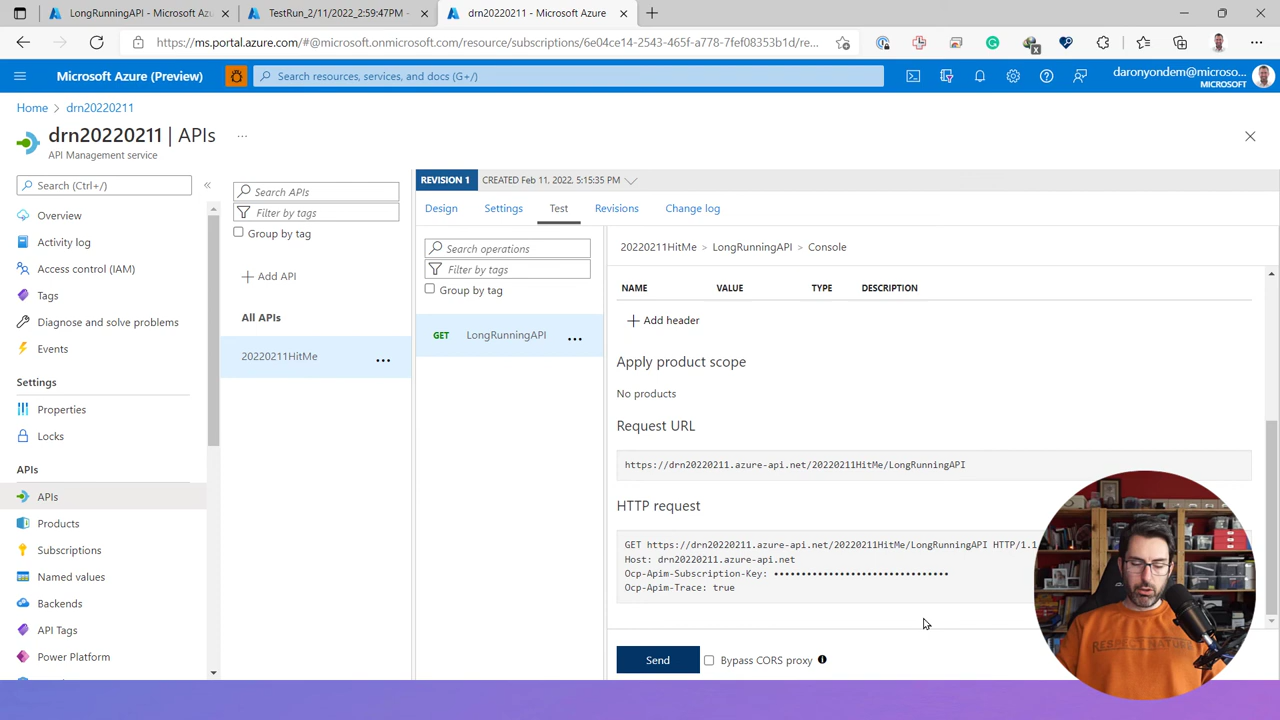 LongRunningAPI - Microsoft Azu
TestRun_2/11/2022_2:59:47PM -
drn20220211 - Microsoft Azure
https://ms.portal.azure.com/#@microsoft.onmicrosoft.com/resource/subscriptions/6e04ce14-2543-465f-a778-7fef08353b1d/re...
Microsoft Azure (Preview)
Search resources, services, and docs (G+/)
daronyondem@microso...
MICROSOFT
Home > drn20220211
drn20220211 | APIs ...
API Management service
Search (Ctrl+/)
Overview
Activity log
Access control (IAM)
Tags
Diagnose and solve problems
Events
Settings
Properties
Locks
APIs
APIs
Products
Subscriptions
Named values
Backends
API Tags
Power Platform
Search APIs
Filter by tags
Group by tag
Add API
All APIs
20220211HitMe ...
REVISION 1 CREATED Feb 11, 2022, 5:15:35 PM
Design Settings Test Revisions Change log
Search operations
Filter by tags
Group by tag
GET LongRunningAPI ...
20220211HitMe > LongRunningAPI > Console
NAME VALUE TYPE DESCRIPTION
Add header
Apply product scope
No products
Request URL
https://drn20220211.azure-api.net/20220211HitMe/LongRunningAPI
HTTP request
GET https://drn20220211.azure-api.net/20220211HitMe/LongRunningAPI HTTP/1.1
Host: drn20220211.azure-api.net
Ocp-Apim-Subscription-Key: ••••••••••••••••••••••••••••••••
Ocp-Apim-Trace: true
Send
Bypass CORS proxy
RESPECT NATURE